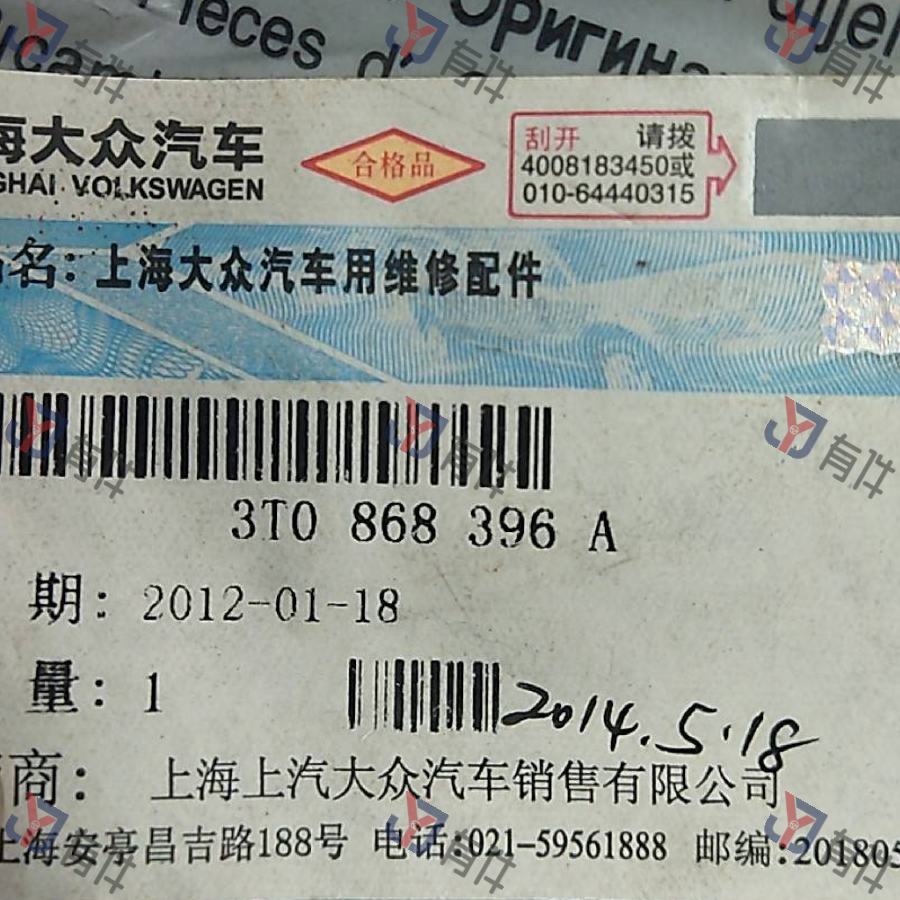 Pièces d'
Ориги
海大众汽车
GHAI VOLKSWAGEN
合格品
刮开 请拨
4008183450或
010-64440315
名：上海大众汽车用维修配件
3T0 868 396 A
期：2012-01-18
量：1
2014.5.18
商：上海上汽大众汽车销售有限公司
上海安亭昌吉路188号 电话:021-59561888 邮编:201805
有件